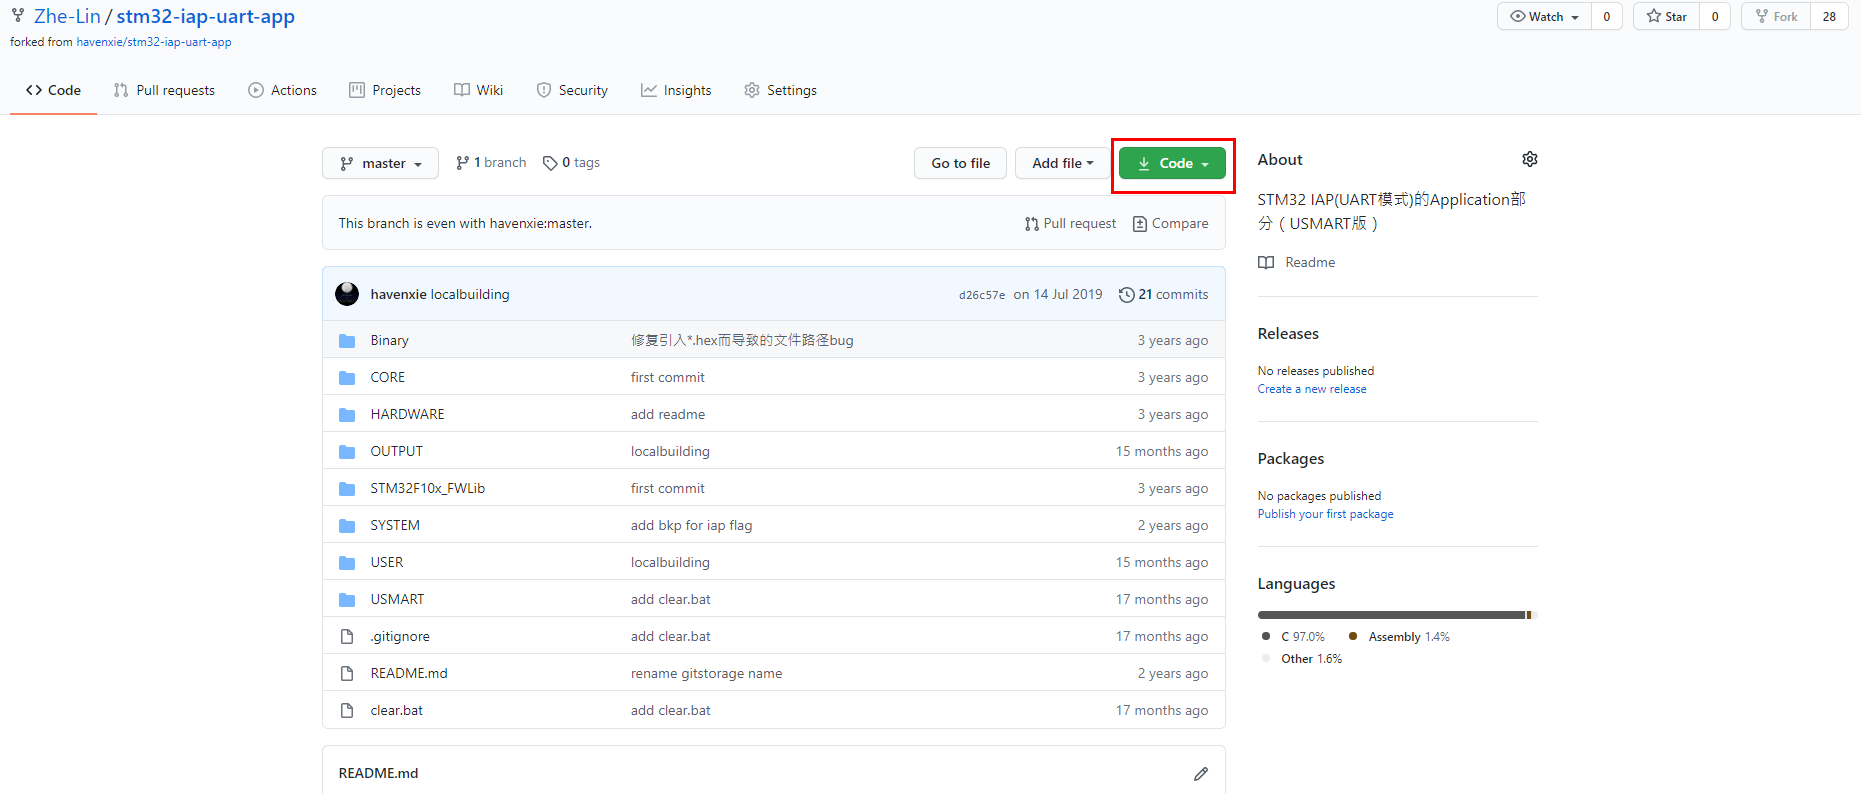 Zhe-Lin / stm32-iap-uart-app
Watch 0 Star 0 Fork 28
forked from havenxie/stm32-iap-uart-app
Code Pull requests Actions Projects Wiki Security Insights Settings
master 1 branch 0 tags Go to file Add file Code
This branch is even with havenxie:master. Pull request Compare
havenxie localbuilding d26c57e on 14 Jul 2019 21 commits
Binary 修复引入*.hex而导致的文件路径bug 3 years ago
CORE first commit 3 years ago
HARDWARE add readme 3 years ago
OUTPUT localbuilding 15 months ago
STM32F10x_FWLib first commit 3 years ago
SYSTEM add bkp for iap flag 2 years ago
USER localbuilding 15 months ago
USMART add clear.bat 17 months ago
.gitignore add clear.bat 17 months ago
README.md rename gitstorage name 2 years ago
clear.bat add clear.bat 17 months ago
README.md
About
STM32 IAP(UART模式)的Application部
分（USMART版）
Readme
Releases
No releases published
Create a new release
Packages
No packages published
Publish your first package
Languages
C 97.0% Assembly 1.4%
Other 1.6%